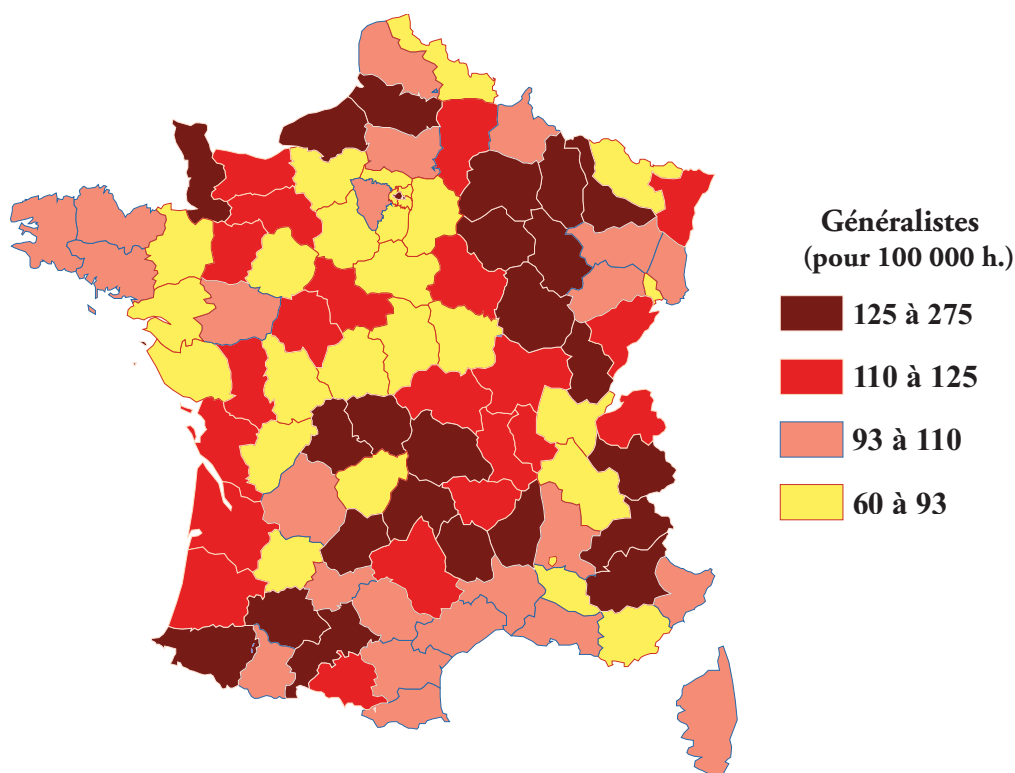 Généralistes
(pour 100 000 h.)
125 à 275
110 à 125
93 à 110
60 à 93